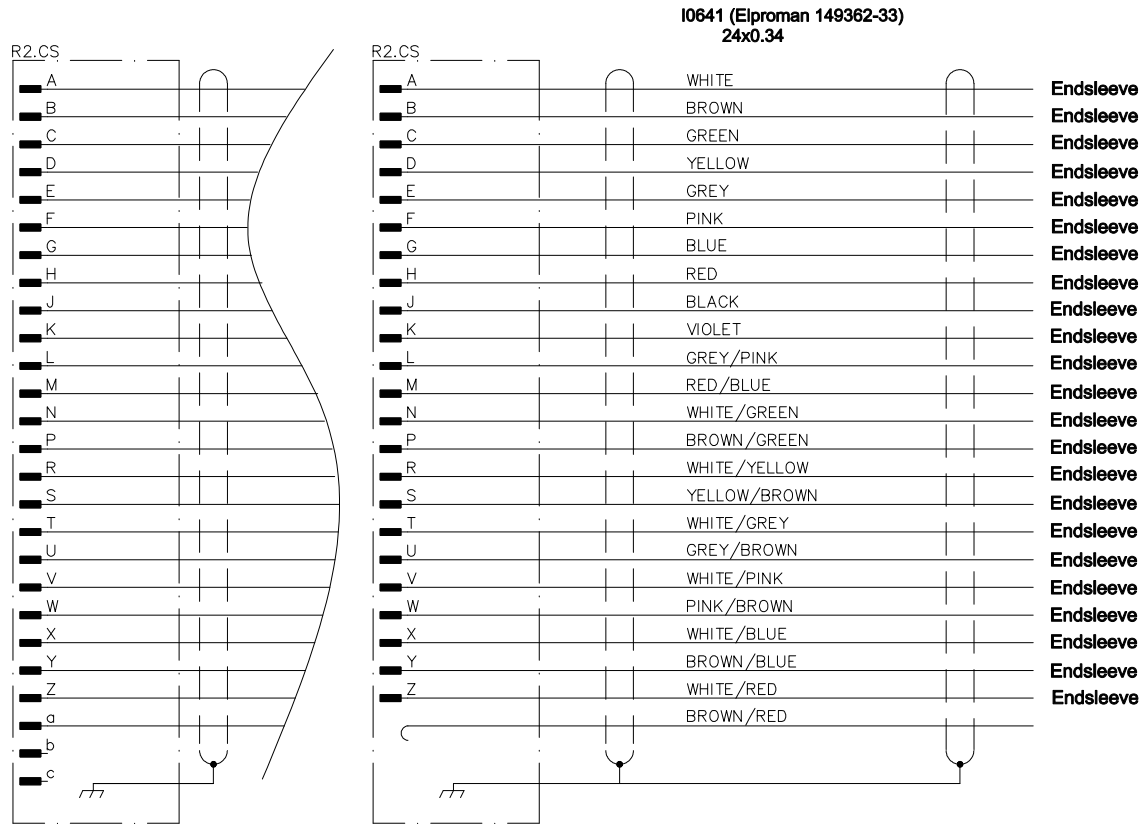 I0641 (Elproman 149362-33)
24x0.34
R2.CS
A
B
C
D
E
F
G
H
J
K
L
M
N
P
R
S
T
U
V
W
X
Y
Z
a
b
c
R2.CS
A WHITE Endsleeve
B BROWN Endsleeve
C GREEN Endsleeve
D YELLOW Endsleeve
E GREY Endsleeve
F PINK Endsleeve
G BLUE Endsleeve
H RED Endsleeve
J BLACK Endsleeve
K VIOLET Endsleeve
L GREY/PINK Endsleeve
M RED/BLUE Endsleeve
N WHITE/GREEN Endsleeve
P BROWN/GREEN Endsleeve
R WHITE/YELLOW Endsleeve
S YELLOW/BROWN Endsleeve
T WHITE/GREY Endsleeve
U GREY/BROWN Endsleeve
V WHITE/PINK Endsleeve
W PINK/BROWN Endsleeve
X WHITE/BLUE Endsleeve
Y BROWN/BLUE Endsleeve
Z WHITE/RED Endsleeve
BROWN/RED